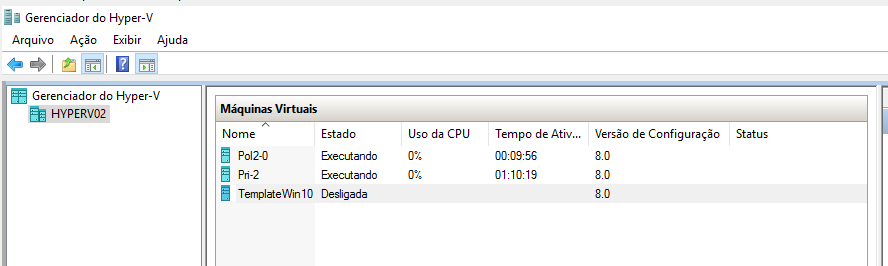 Gerenciador do Hyper-V
Arquivo Ação Exibir Ajuda
Gerenciador do Hyper-V
HYPERV02
Máquinas Virtuais
Nome Estado Uso da CPU Tempo de Ativ... Versão de Configuração Status
Pol2-0 Executando 0% 00:09:56 8.0
Pri-2 Executando 0% 01:10:19 8.0
TemplateWin10 Desligada 8.0